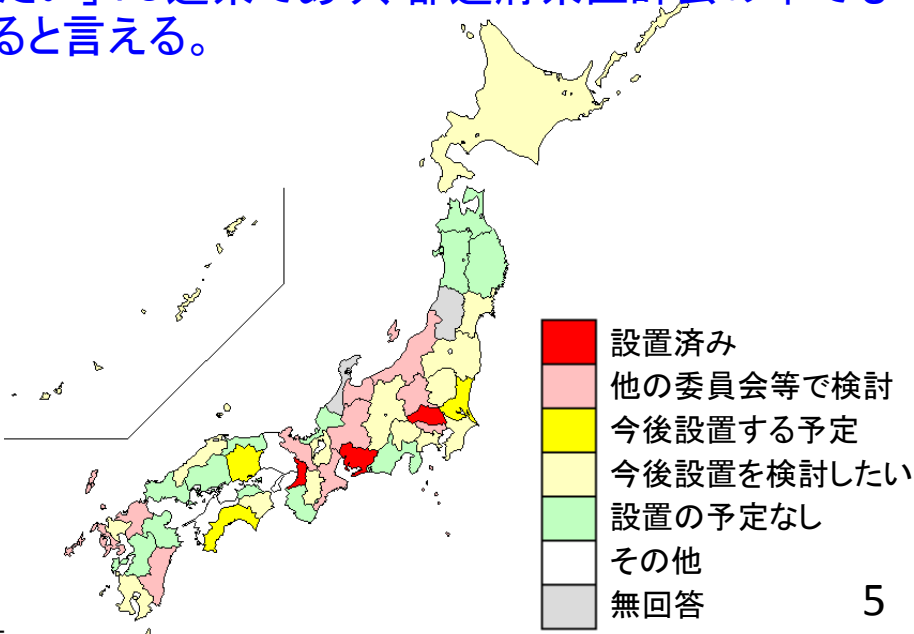 ると言える。
設置済み
他の委員会等で検討
今後設置する予定
今後設置を検討したい
設置の予定なし
その他
無回答
5